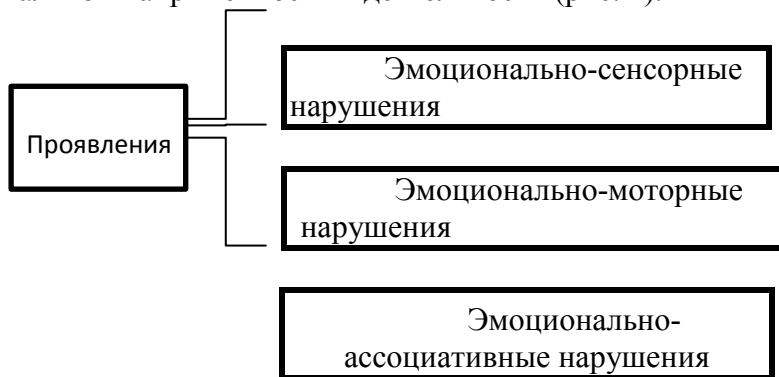 Эмоционально-сенсорные
нарушения
Проявления
Эмоционально-моторные
нарушения
Эмоционально-
ассоциативные нарушения